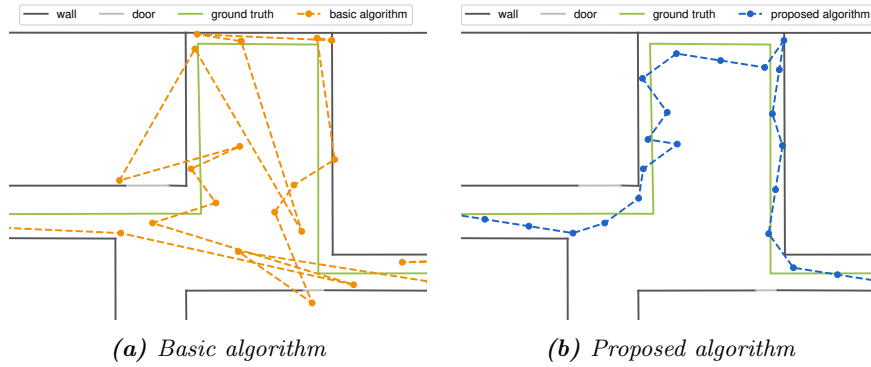 wall door ground truth basic algorithm
wall door ground truth proposed algorithm
(a) Basic algorithm
(b) Proposed algorithm